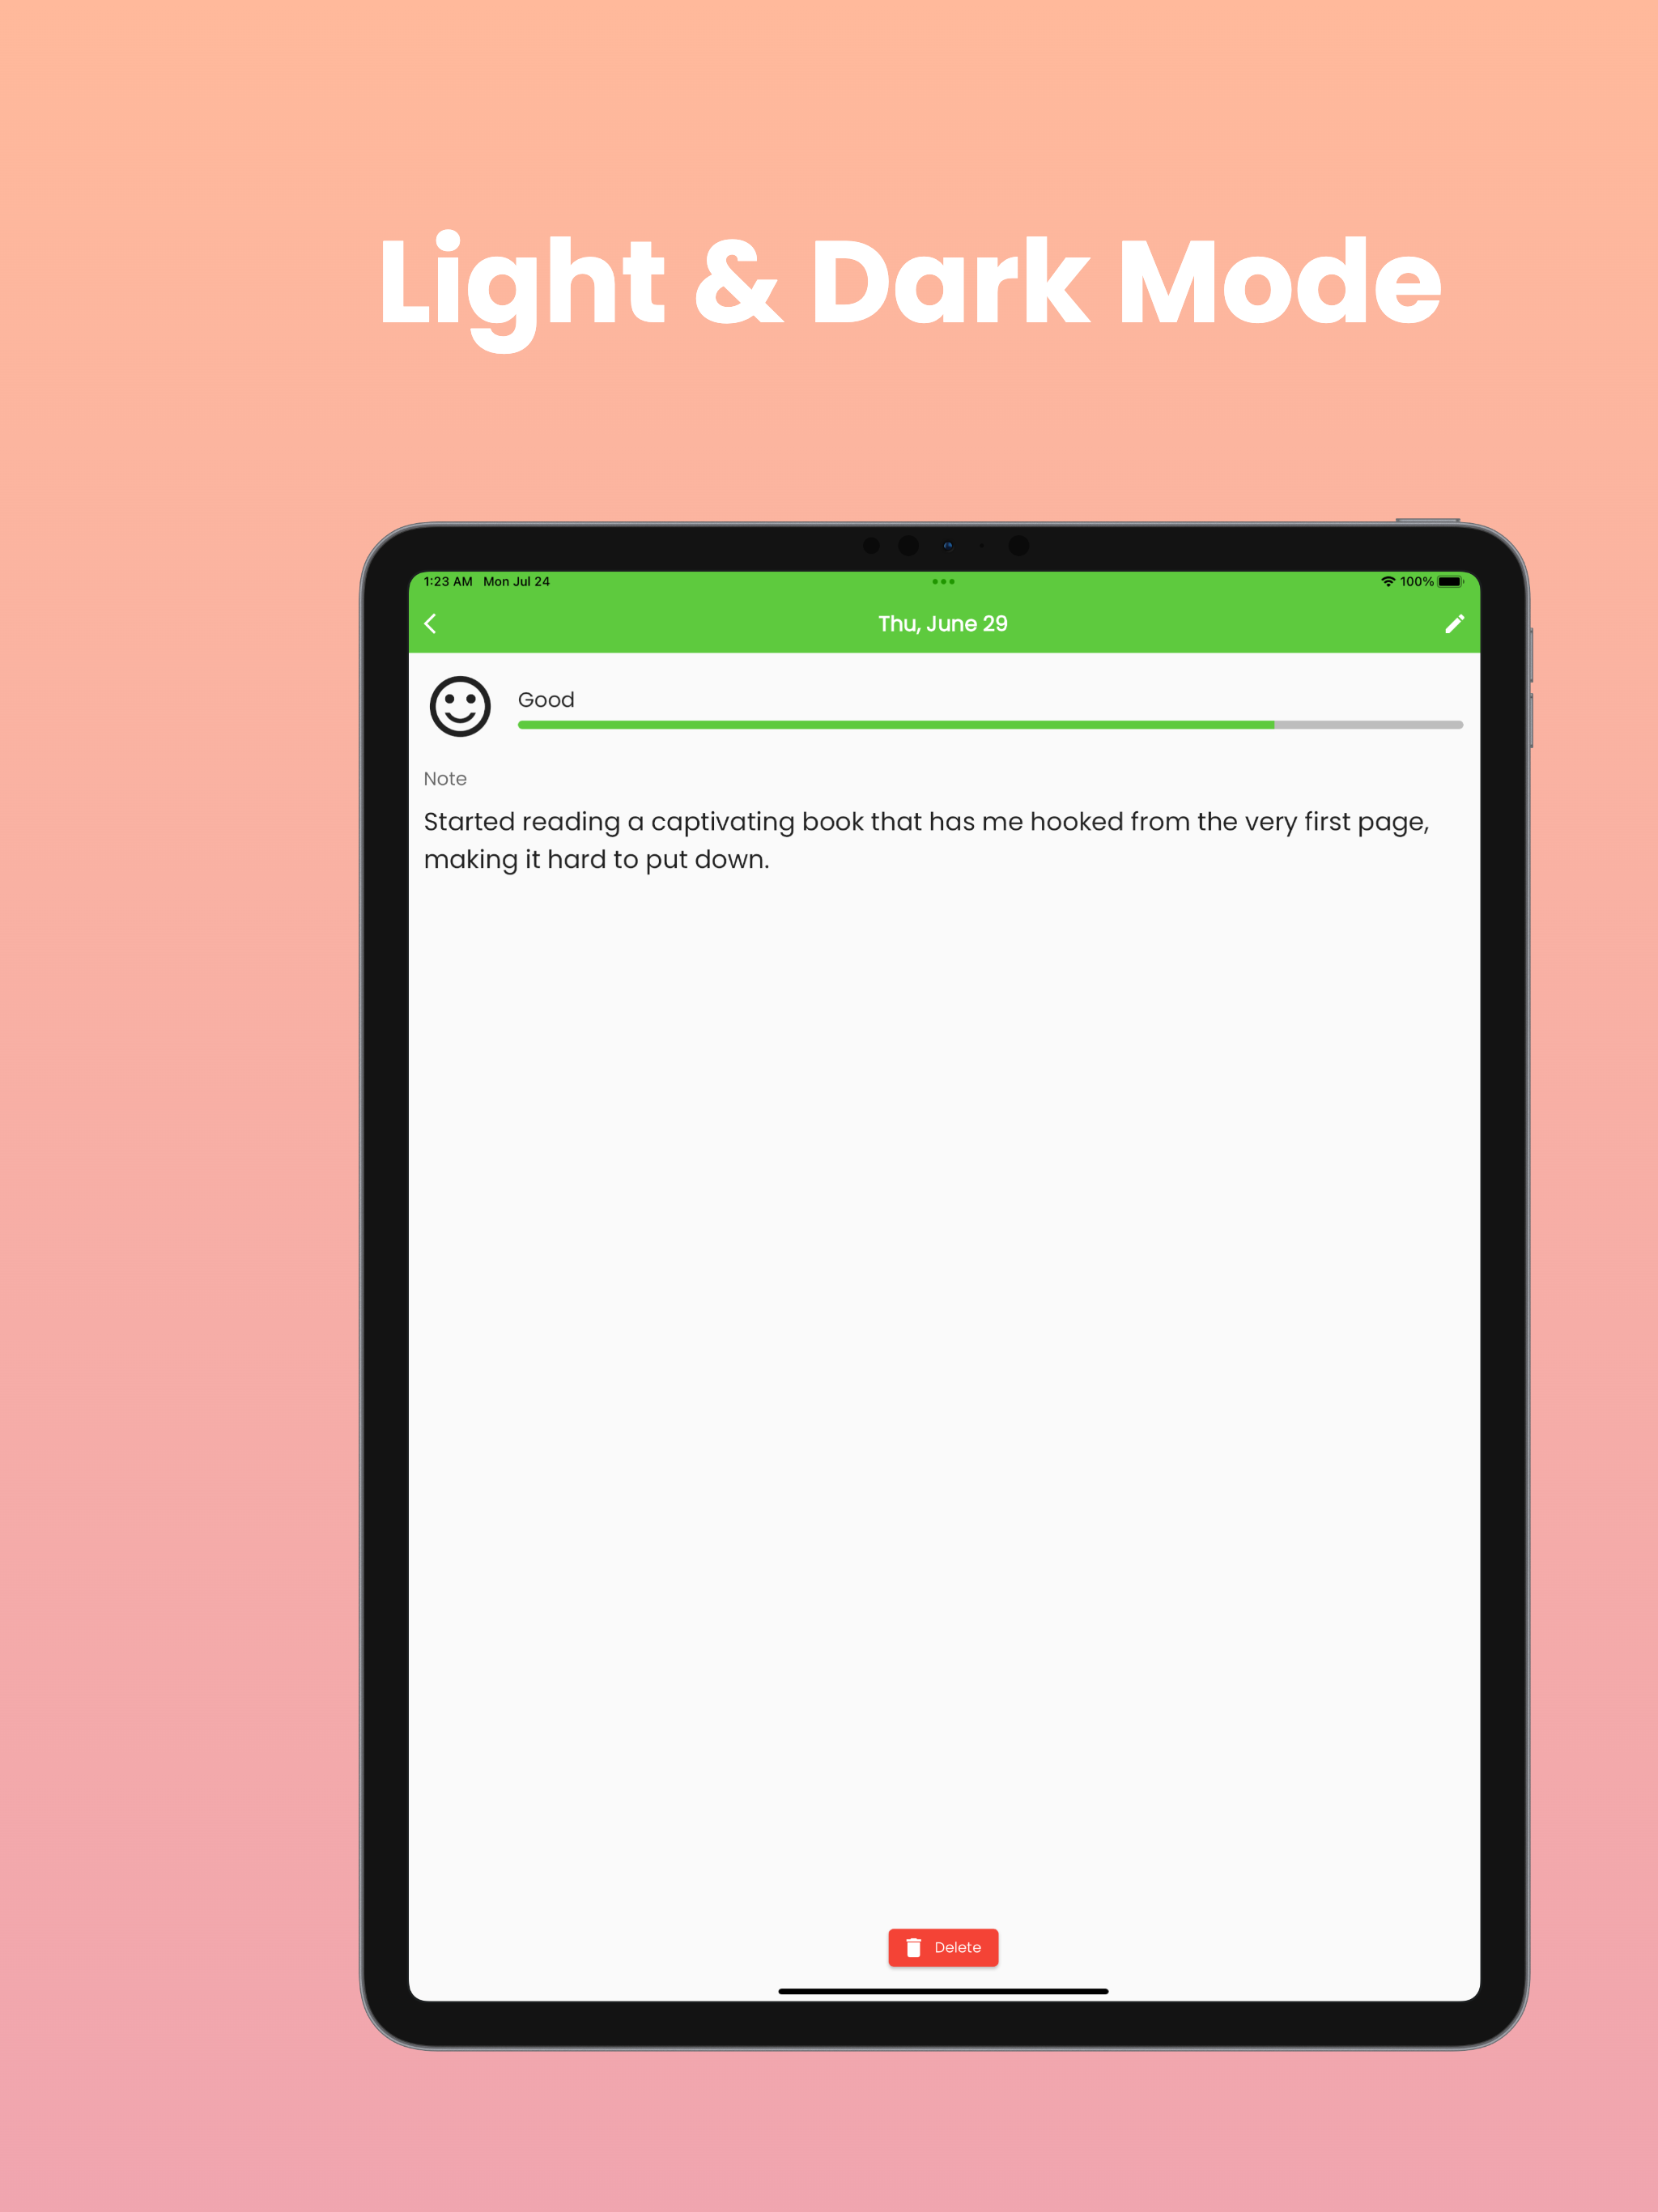 Light & Dark Mode
1:23 AM Mon Jul 24
100%
Thu, June 29
Good
Note
Started reading a captivating book that has me hooked from the very first page,
making it hard to put down.
Delete